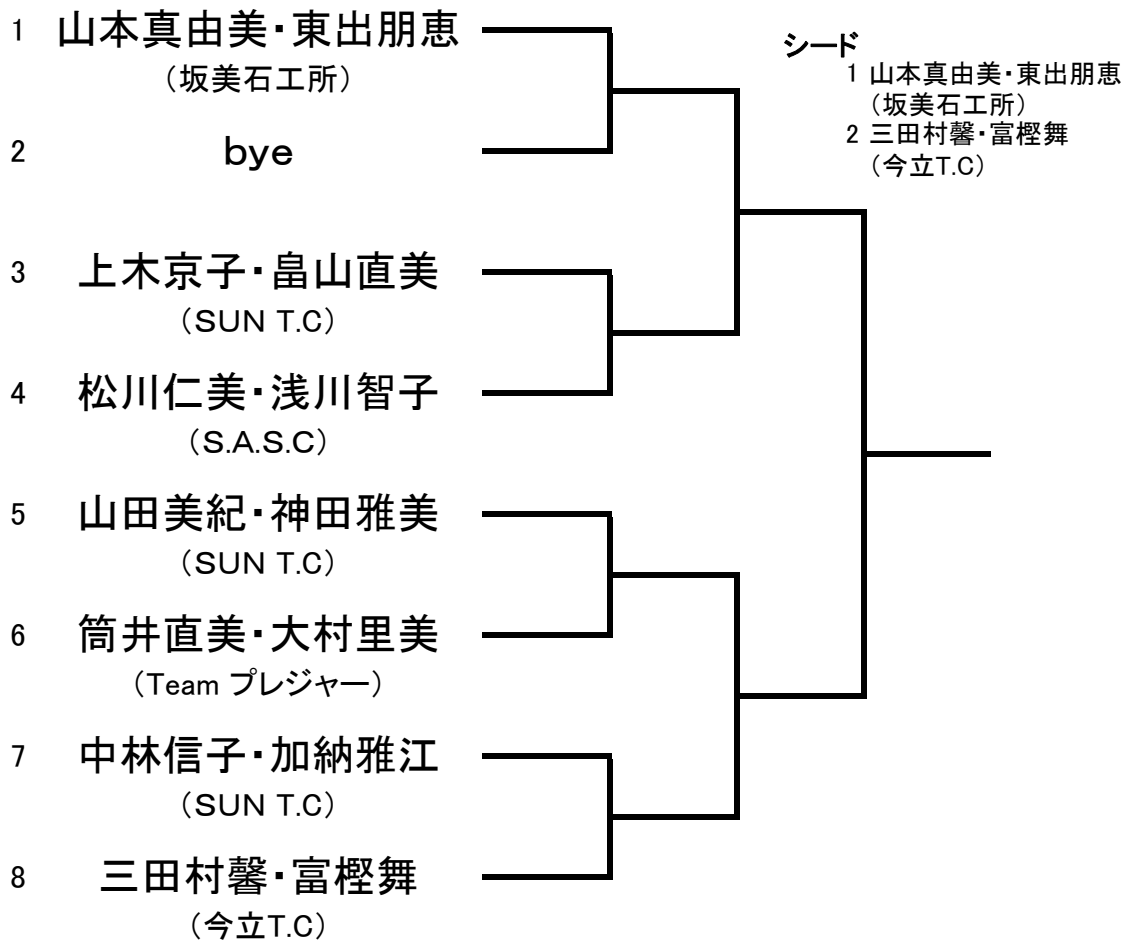 1 山本真由美・東出朋恵
（坂美石工所）
2 bye
3 上木京子・畠山直美
（SUN T.C）
4 松川仁美・浅川智子
（S.A.S.C）
5 山田美紀・神田雅美
（SUN T.C）
6 筒井直美・大村里美
（Team プレジャー）
7 中林信子・加納雅江
（SUN T.C）
8 三田村馨・富樫舞
（今立T.C）
シード
1 山本真由美・東出朋恵
（坂美石工所）
2 三田村馨・富樫舞
（今立T.C）